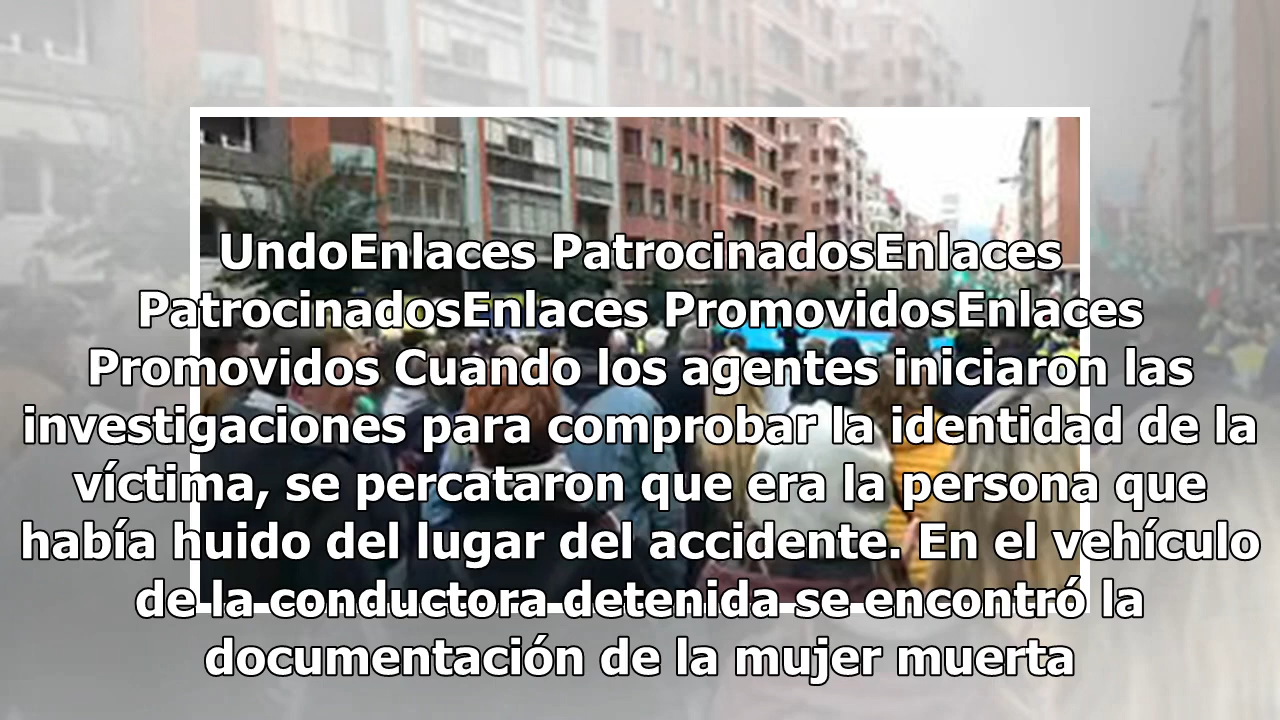 UndoEnlaces PatrocinadosEnlaces
PatrocinadosEnlaces PromovidosEnlaces
Promovidos Cuando los agentes iniciaron las
investigaciones para comprobar la identidad de la
víctima, se percataron que era la persona que
había huido del lugar del accidente. En el vehículo
de la conductora detenida se encontró la
documentación de la mujer muerta